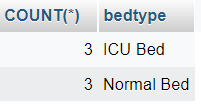 COUNT(*) bedtype
3 ICU Bed
3 Normal Bed